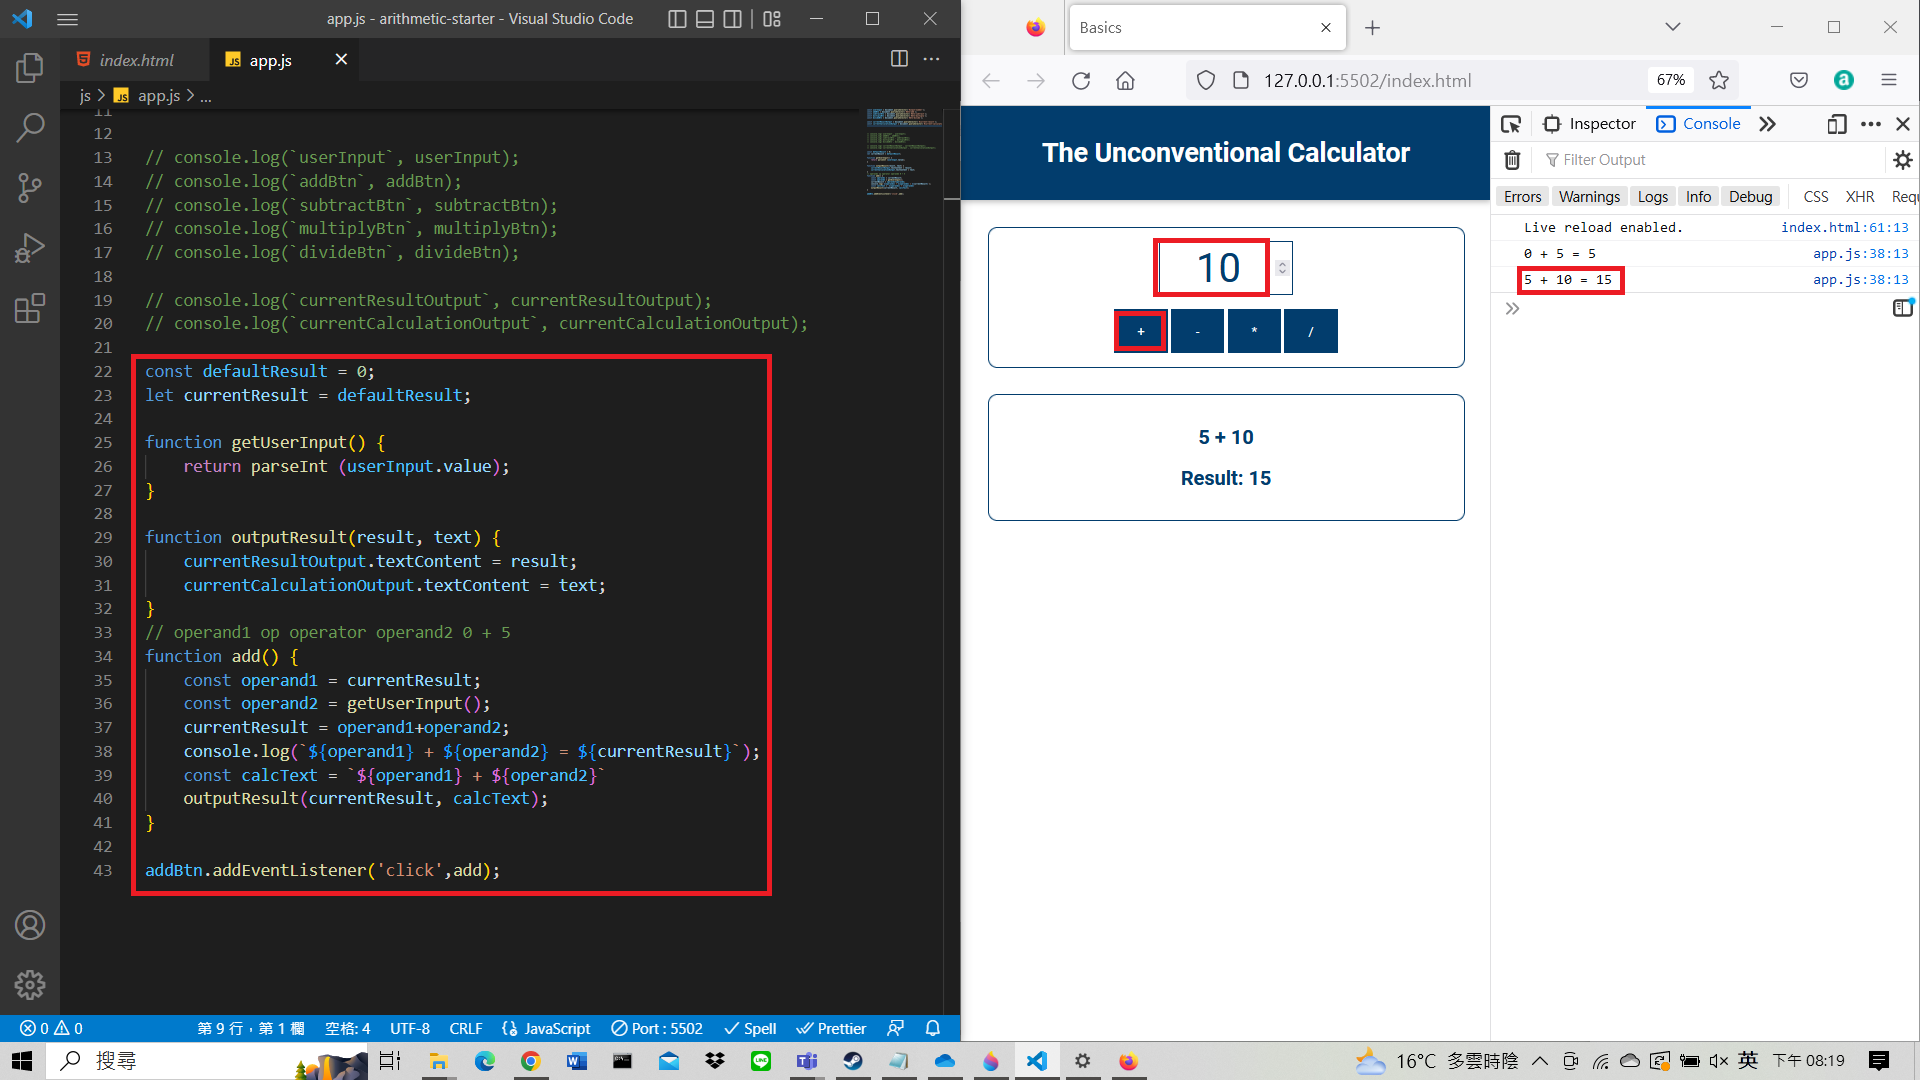 app.js - arithmetic-starter - Visual Studio Code
index.html
JS app.js
js > JS app.js > ...
11
12
13 // console.log(`userInput`, userInput);
14 // console.log(`addBtn`, addBtn);
15 // console.log(`subtractBtn`, subtractBtn);
16 // console.log(`multiplyBtn`, multiplyBtn);
17 // console.log(`divideBtn`, divideBtn);
18
19 // console.log(`currentResultOutput`, currentResultOutput);
20 // console.log(`currentCalculationOutput`, currentCalculationOutput);
21
22 const defaultResult = 0;
23 let currentResult = defaultResult;
24
25 function getUserInput() {
26 return parseInt (userInput.value);
27 }
28
29 function outputResult(result, text) {
30 currentResultOutput.textContent = result;
31 currentCalculationOutput.textContent = text;
32 }
33 // operand1 op operator operand2 0 + 5
34 function add() {
35 const operand1 = currentResult;
36 const operand2 = getUserInput();
37 currentResult = operand1+operand2;
38 console.log(`${operand1} + ${operand2} = ${currentResult}`);
39 const calcText = `${operand1} + ${operand2}`
40 outputResult(currentResult, calcText);
41 }
42
43 addBtn.addEventListener('click',add);
0 0 第 9 行，第 1 欄 空格: 4 UTF-8 CRLF JavaScript Port : 5502 Spell Prettier
Basics
127.0.0.1:5502/index.html 67%
The Unconventional Calculator
10
+ - * /
5 + 10
Result: 15
Inspector Console
Filter Output
Errors Warnings Logs Info Debug CSS XHR Requ
Live reload enabled. index.html:61:13
0 + 5 = 5 app.js:38:13
5 + 10 = 15 app.js:38:13
搜尋
16°C 多雲時陰 英 下午 08:19